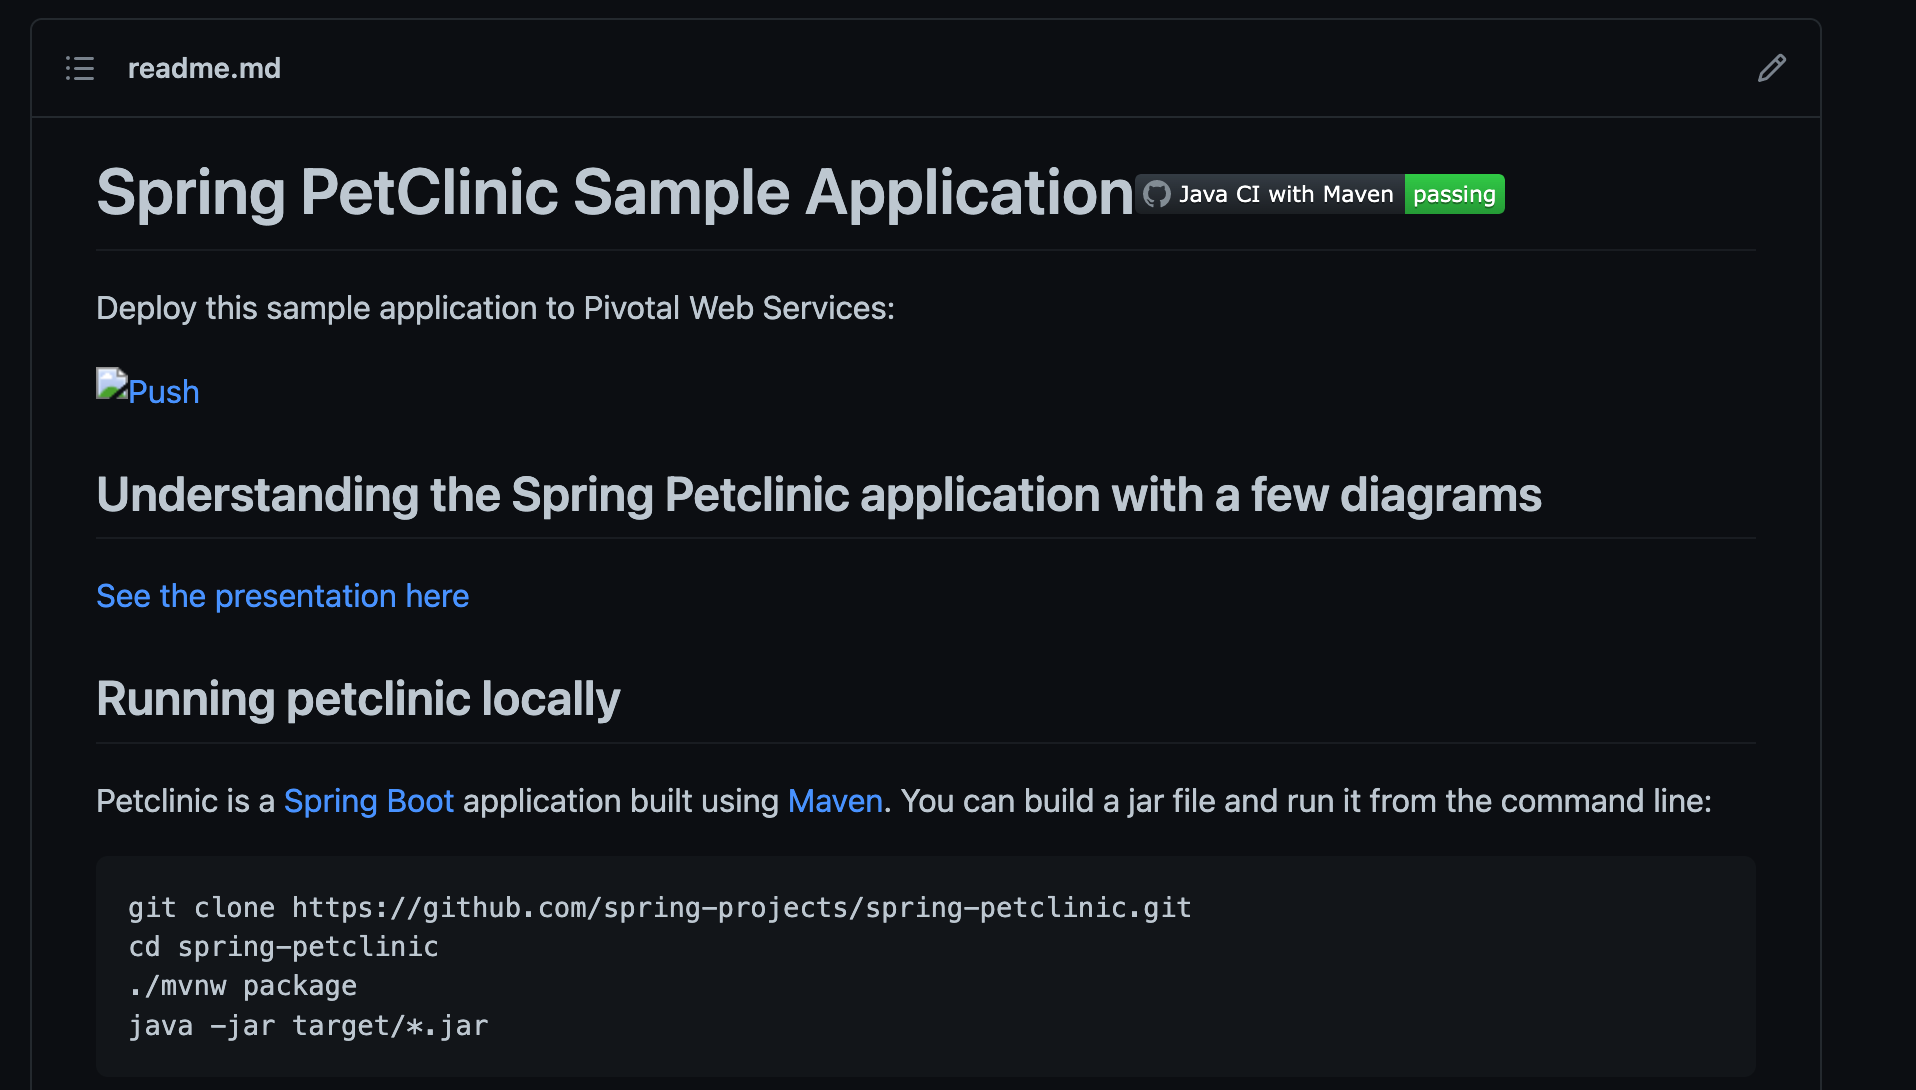 readme.md
Spring PetClinic Sample Application Java CI with Maven passing
Deploy this sample application to Pivotal Web Services:
Push
Understanding the Spring Petclinic application with a few diagrams
See the presentation here
Running petclinic locally
Petclinic is a Spring Boot application built using Maven. You can build a jar file and run it from the command line:
git clone https://github.com/spring-projects/spring-petclinic.git
cd spring-petclinic
./mvnw package
java -jar target/*.jar